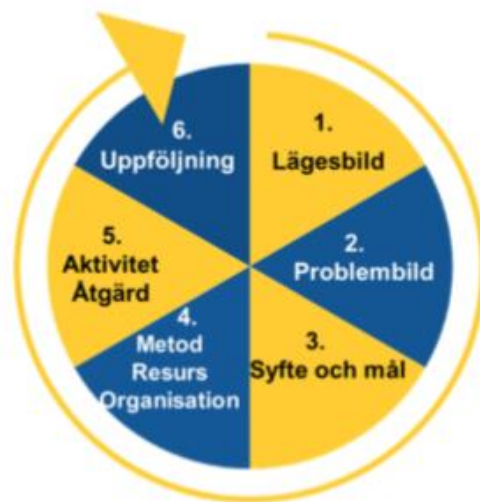 1.
Lägesbild
2.
Problembild
3.
Syfte och mål
4.
Metod
Resurs
Organisation
5.
Aktivitet
Åtgärd
6.
Uppföljning